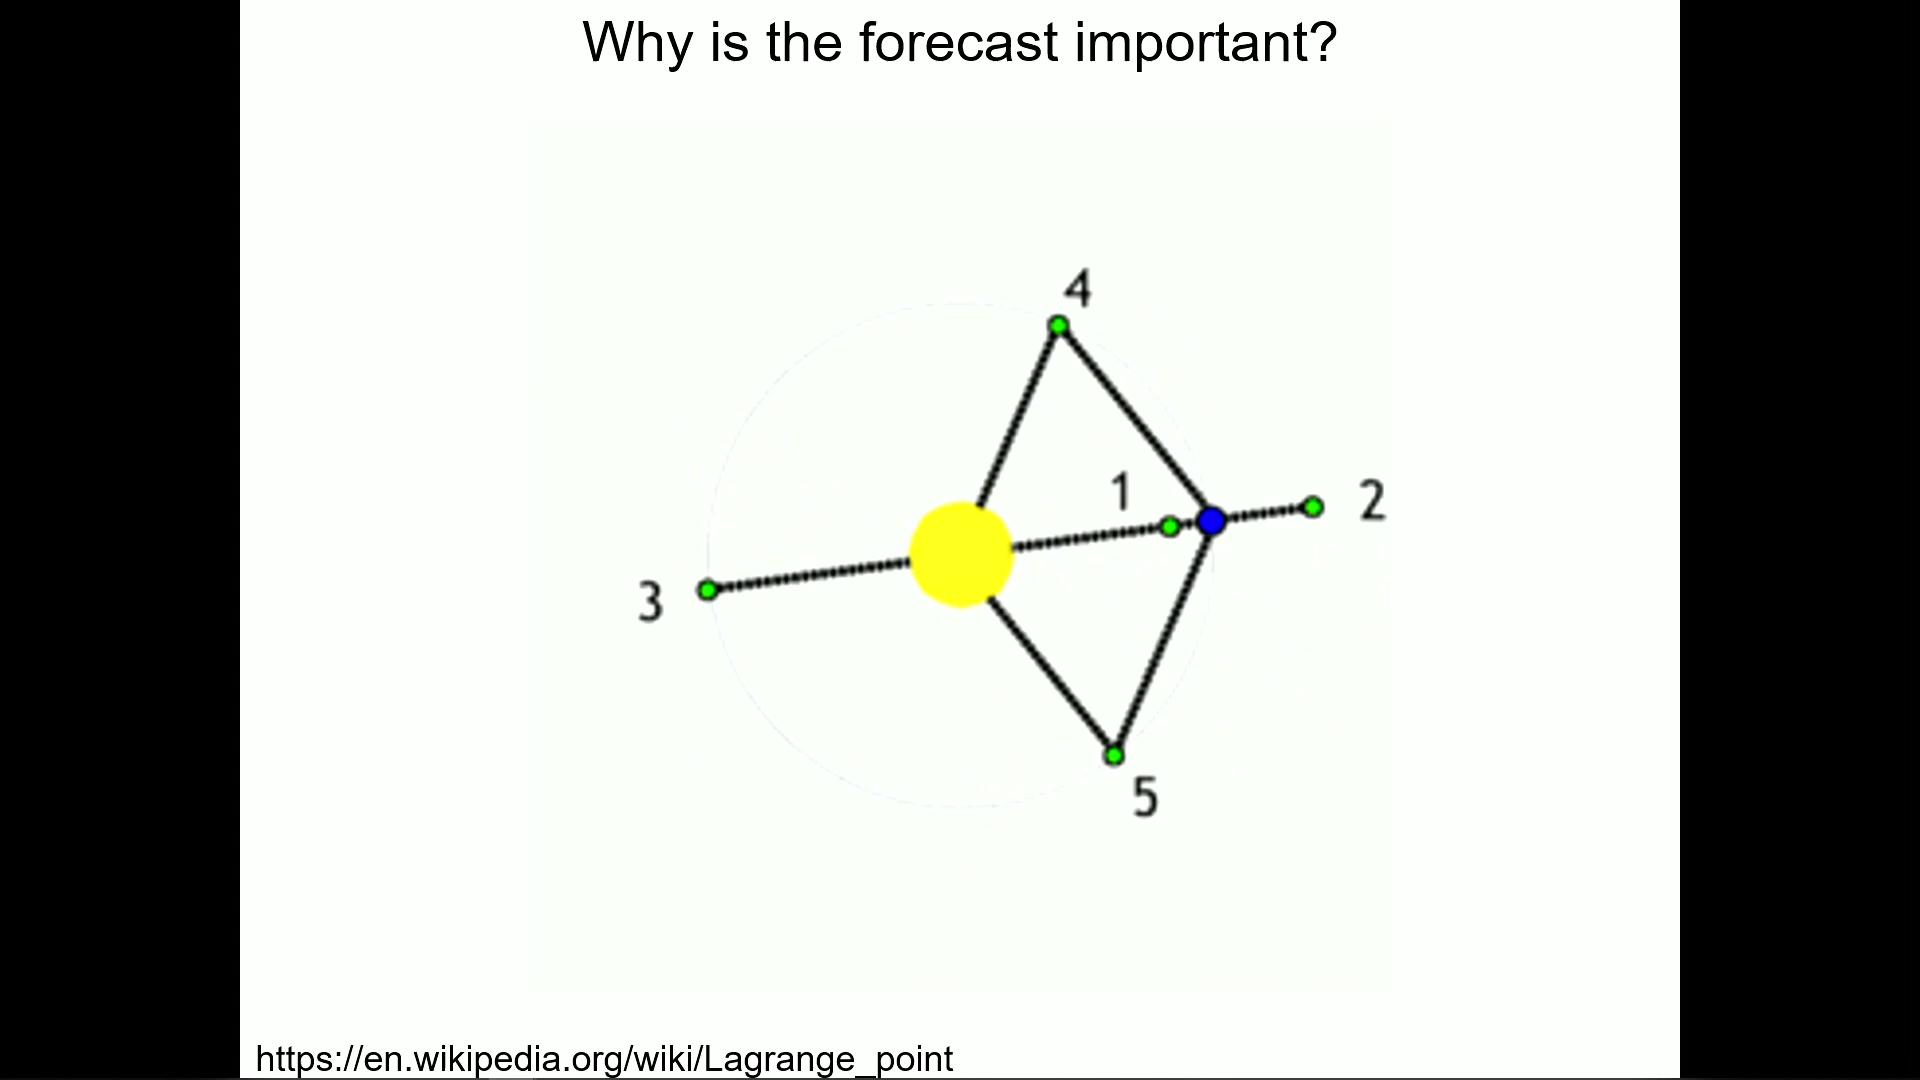 Why is the forecast important?
4
1
2
3
5
https://en.wikipedia.org/wiki/Lagrange_point